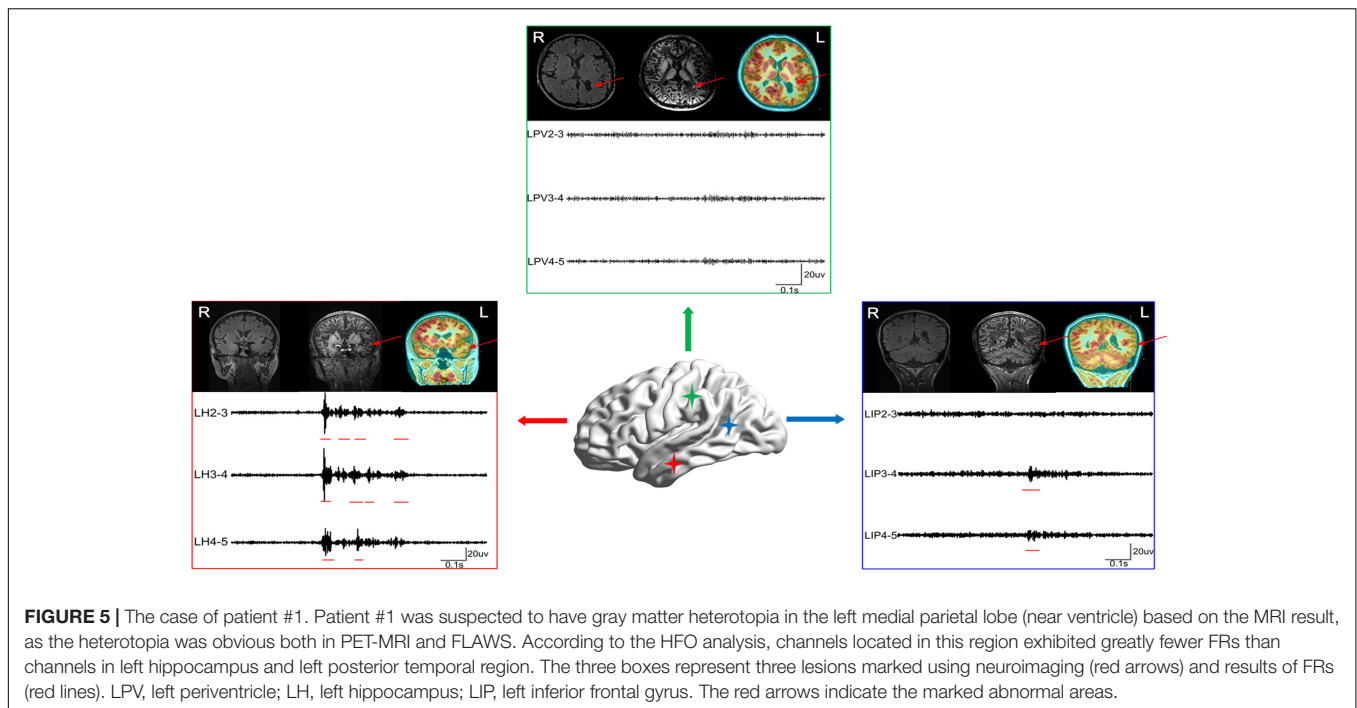 R L
LPV2-3
LPV3-4
LPV4-5
20uv
0.1s
R L
LH2-3
LH3-4
LH4-5
20uv
0.1s
R L
LIP2-3
LIP3-4
LIP4-5
20uv
0.1s
FIGURE 5 | The case of patient #1. Patient #1 was suspected to have gray matter heterotopia in the left medial parietal lobe (near ventricle) based on the MRI result,
as the heterotopia was obvious both in PET-MRI and FLAWS. According to the HFO analysis, channels located in this region exhibited greatly fewer FRs than
channels in left hippocampus and left posterior temporal region. The three boxes represent three lesions marked using neuroimaging (red arrows) and results of FRs
(red lines). LPV, left periventricle; LH, left hippocampus; LIP, left inferior frontal gyrus. The red arrows indicate the marked abnormal areas.